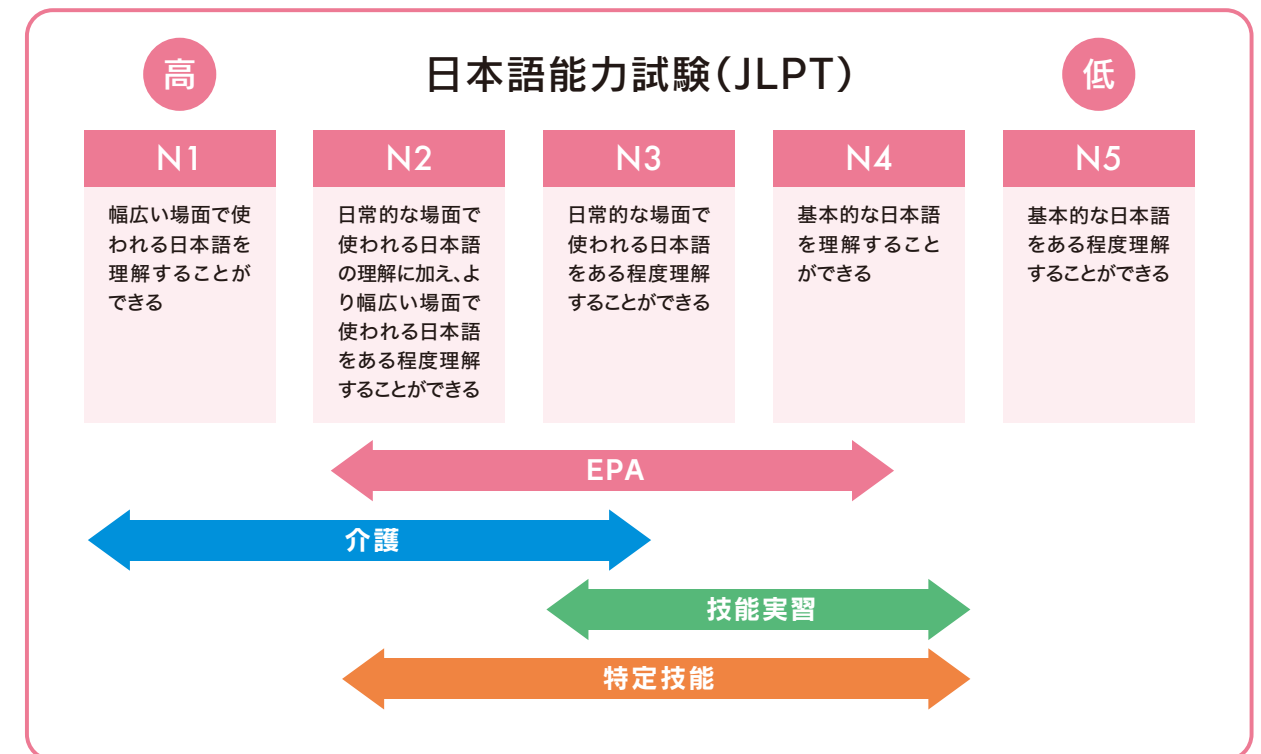 高
日本語能力試験(JLPT)
低
N1
幅広い場面で使
われる日本語を
理解することが
できる
N2
日常的な場面で
使われる日本語
の理解に加え、よ
り幅広い場面で
使われる日本語
をある程度理解
することができる
N3
日常的な場面で
使われる日本語
をある程度理解
することができる
N4
基本的な日本語
を理解すること
ができる
N5
基本的な日本語
をある程度理解
することができる
EPA
介護
技能実習
特定技能